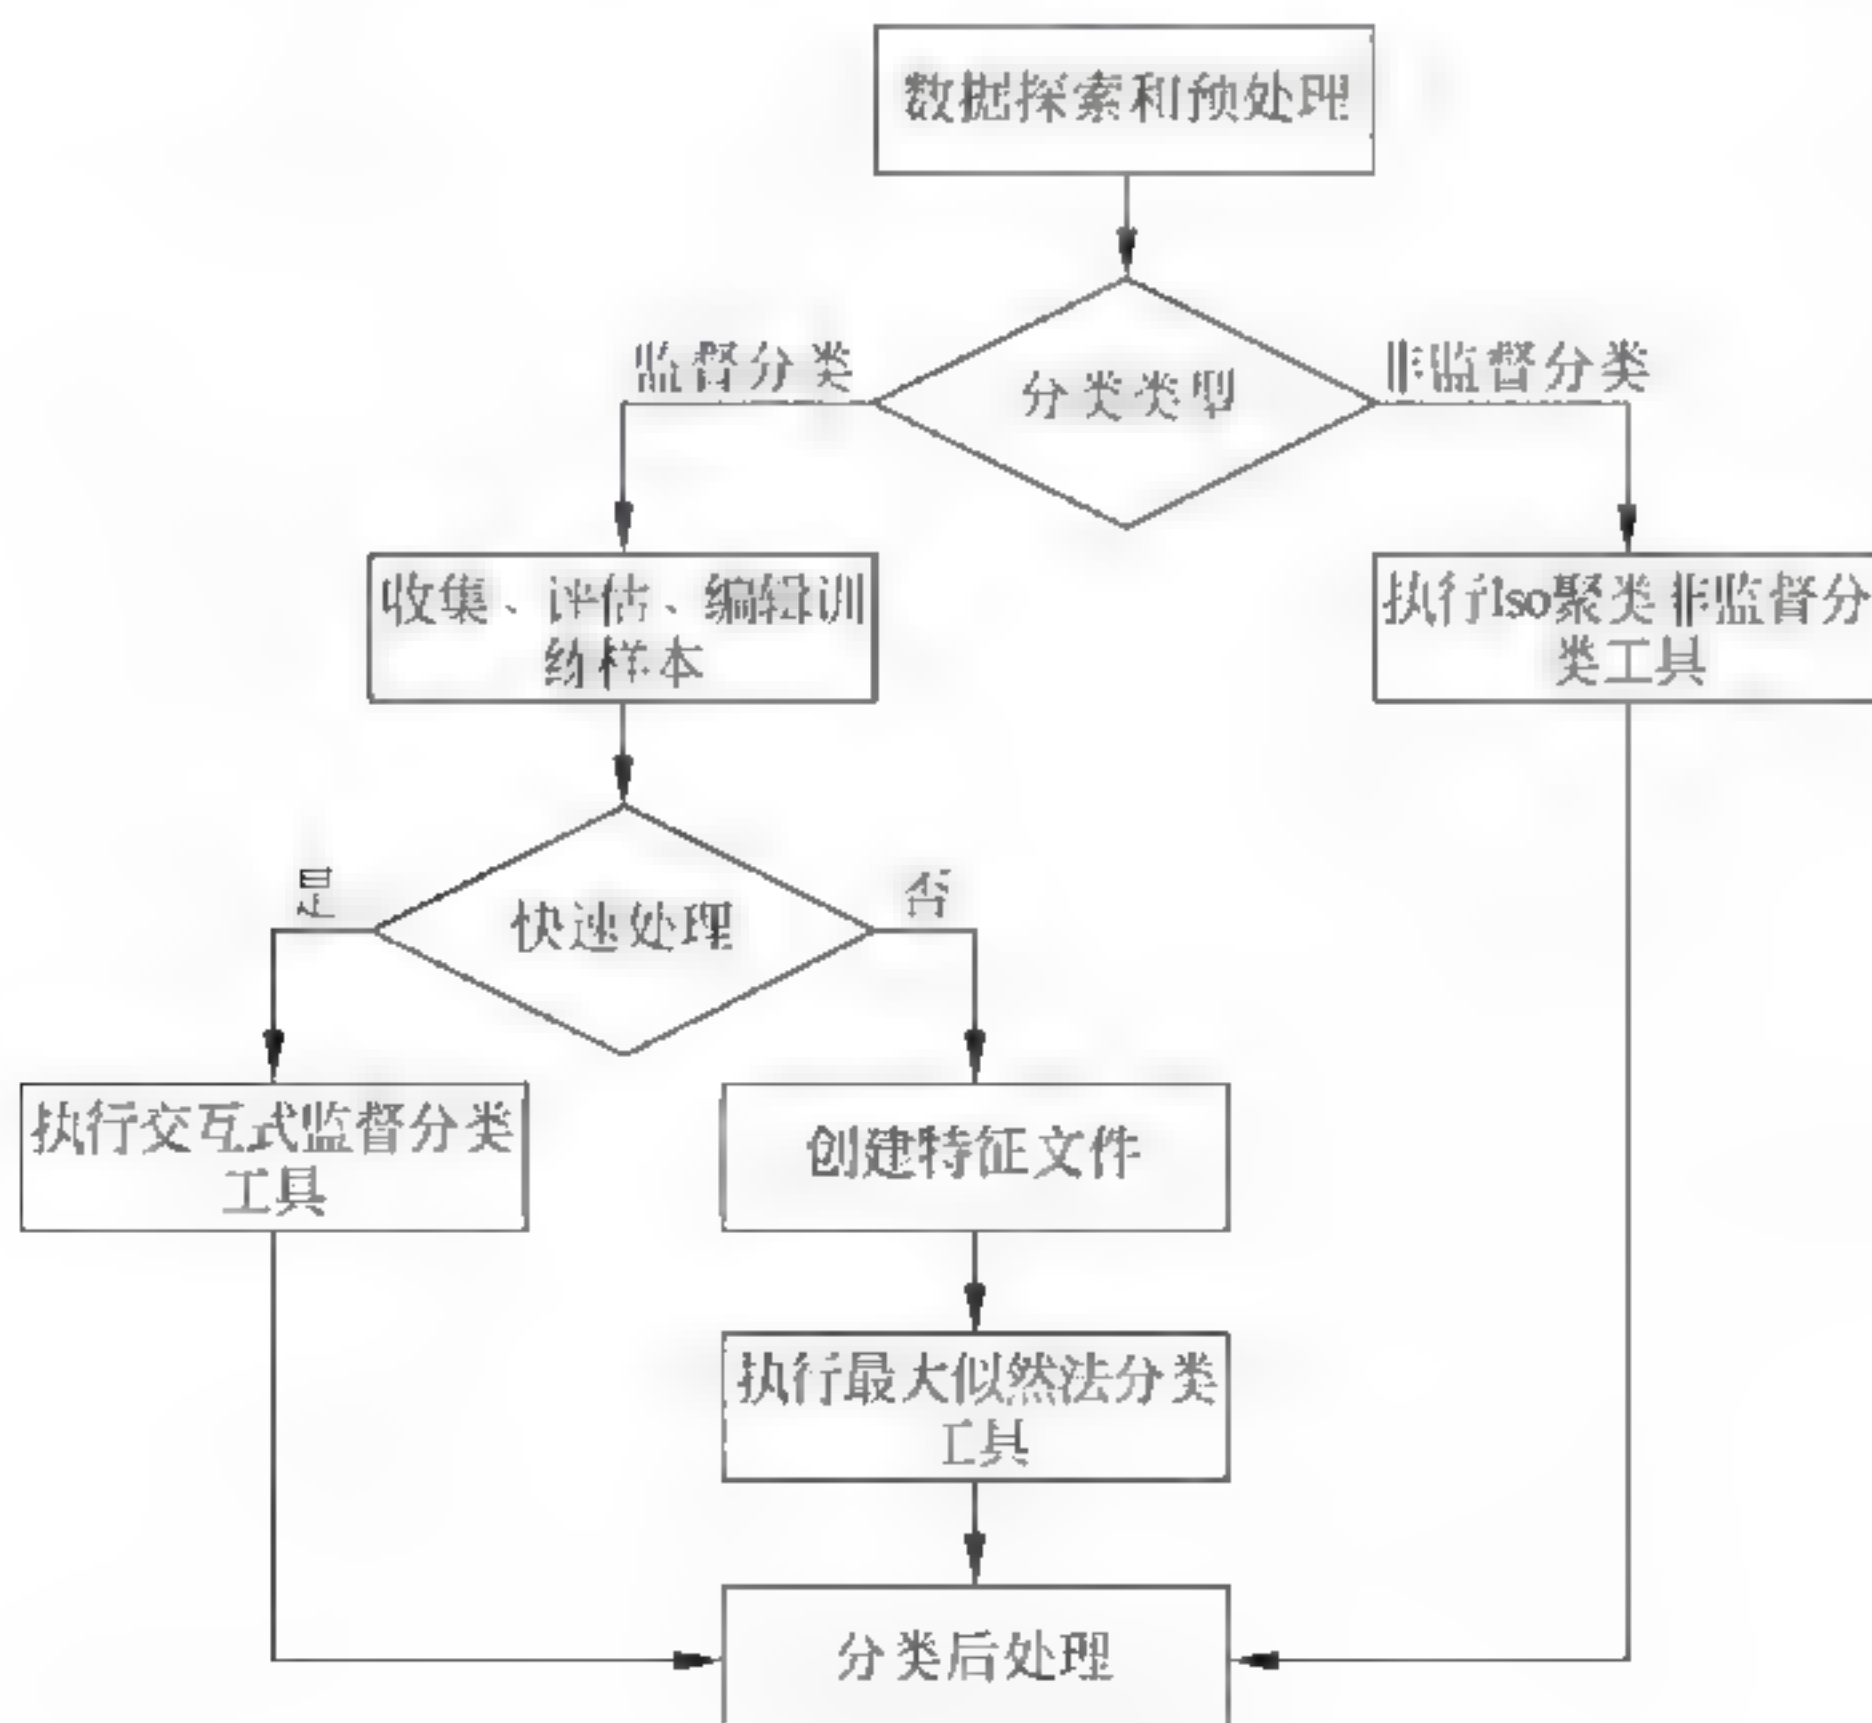 数据探索和预处理
监督分类
分类类型
非监督分类
收集、评估、编辑训
练样本
执行Iso聚类非监督分
类工具
是
快速处理
否
执行交互式监督分类
工具
创建特征文件
执行最大似然法分类
工具
分类后处理